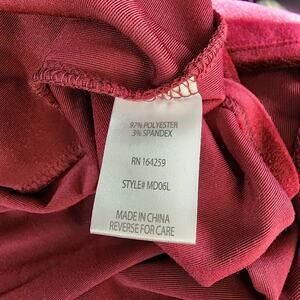 97% POLYESTER
3% SPANDEX
RN 164259
STYLE# MD06L
MADE IN CHINA
REVERSE FOR CARE